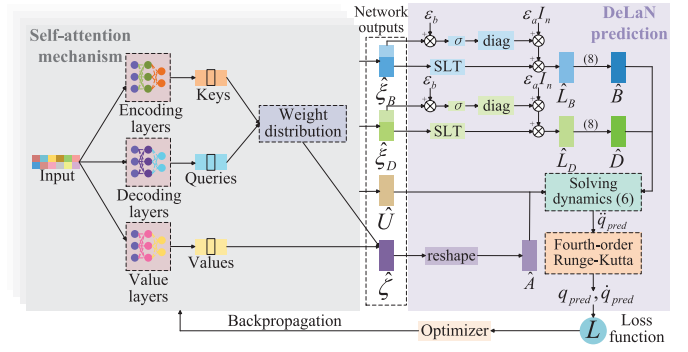 Self-attention
mechanism
Network
outputs
DeLaN
prediction
Input
Encoding
layers
Keys
Decoding
layers
Queries
Value
layers
Values
Weight
distribution
ε_b
σ
diag
ε_a I_n
+
+
SLT
ξ̂_B
L̂_B
(8)
B̂
ε_b
σ
diag
ε_a I_n
+
+
SLT
ξ̂_D
L̂_D
(8)
D̂
Û
Solving
dynamics (6)
q̈_pred
ζ̂
reshape
Â
Fourth-order
Runge-Kutta
q_pred , q̇_pred
Backpropagation
Optimizer
L
Loss
function